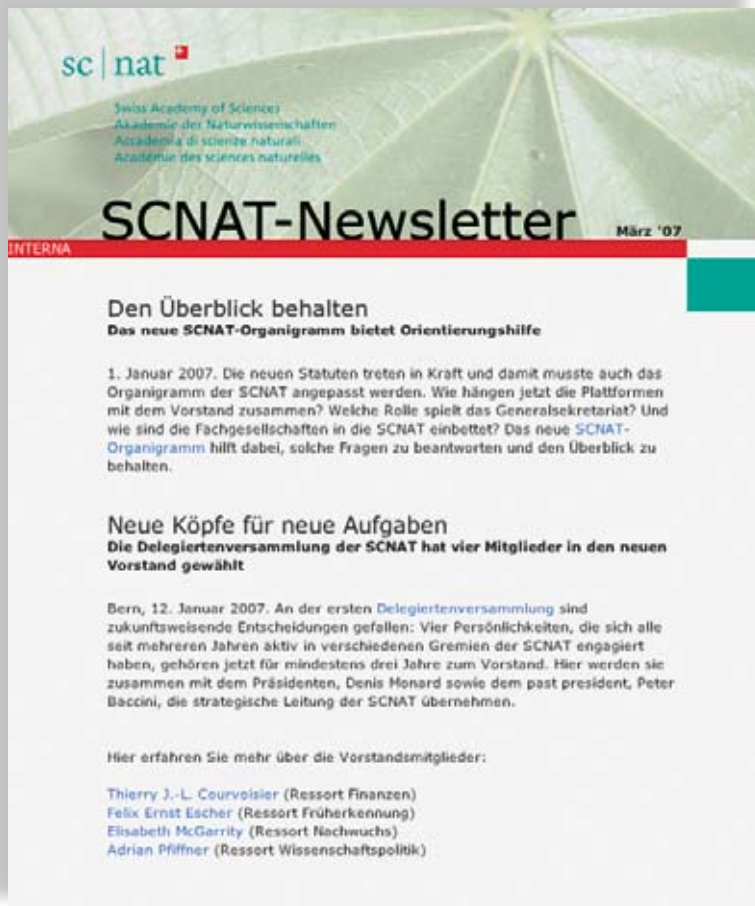 sc | nat
Swiss Academy of Sciences
Akademie der Naturwissenschaften
Accademia di scienze naturali
Académie des sciences naturelles
SCNAT-Newsletter März '07
INTERNA
Den Überblick behalten
Das neue SCNAT-Organigramm bietet Orientierungshilfe
1. Januar 2007. Die neuen Statuten treten in Kraft und damit musste auch das
Organigramm der SCNAT angepasst werden. Wie hängen jetzt die Plattformen
mit dem Vorstand zusammen? Welche Rolle spielt das Generalsekretariat? Und
wie sind die Fachgesellschaften in die SCNAT einbettet? Das neue SCNAT-
Organigramm hilft dabei, solche Fragen zu beantworten und den Überblick zu
behalten.
Neue Köpfe für neue Aufgaben
Die Delegiertenversammlung der SCNAT hat vier Mitglieder in den neuen
Vorstand gewählt
Bern, 12. Januar 2007. An der ersten Delegiertenversammlung sind
zukunftsweisende Entscheidungen gefallen: Vier Persönlichkeiten, die sich alle
seit mehreren Jahren aktiv in verschiedenen Gremien der SCNAT engagiert
haben, gehören jetzt für mindestens drei Jahre zum Vorstand. Hier werden sie
zusammen mit dem Präsidenten, Denis Monard sowie dem past president, Peter
Baccini, die strategische Leitung der SCNAT übernehmen.
Hier erfahren Sie mehr über die Vorstandsmitglieder:
Thierry J.-L. Courvoisier (Ressort Finanzen)
Felix Ernst Escher (Ressort Früherkennung)
Elisabeth McGarrity (Ressort Nachwuchs)
Adrian Pfiffner (Ressort Wissenschaftspolitik)